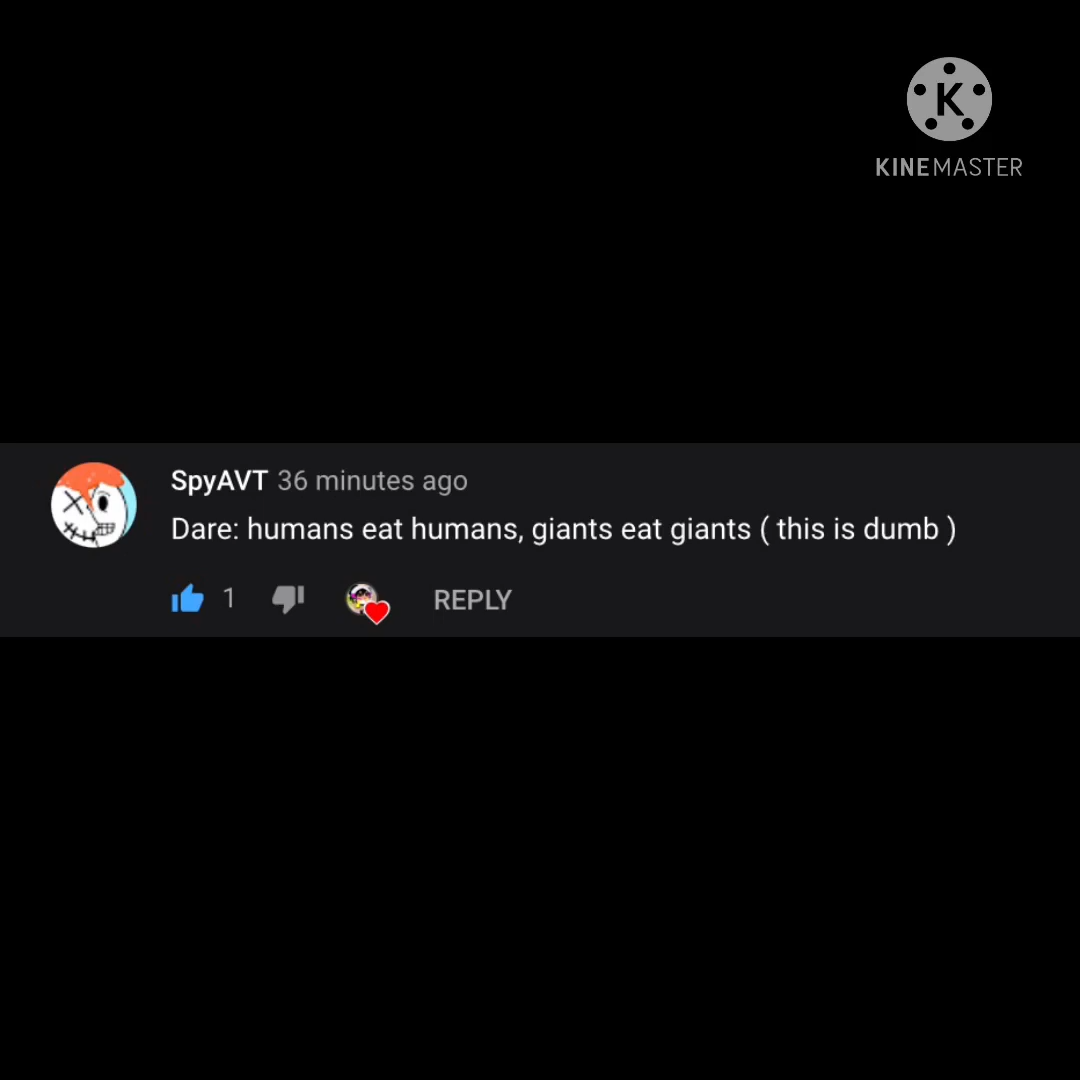 K
KINEMASTER
SpyAVT 36 minutes ago
Dare: humans eat humans, giants eat giants ( this is dumb )
1 REPLY